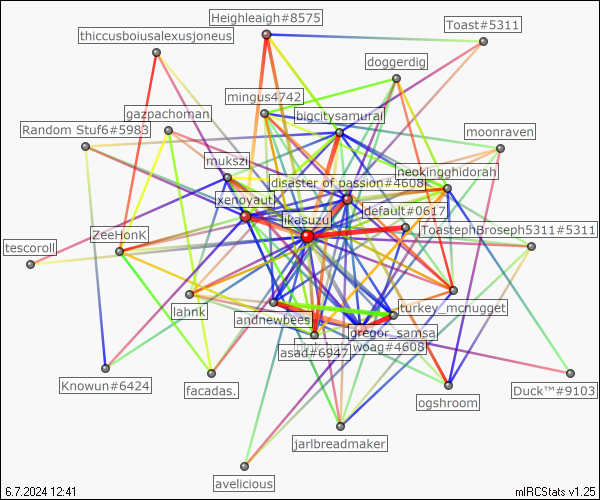 Heighleaigh#8575
Toast#5311
thiccusboiusalexusjoneus
doggerdig
mingus4742
gazpachoman
bigcitysamurai
Random Stuf6#5983
moonraven
mukszi
neokingghidorah
disaster of passion#4608
xenoyautk
default#0617
ikasuzu
ToastephBroseph5311#5311
ZeeHonK
tescoroll
lahnk
turkey_mcnugget
andnewbees
gregor_samsa
asad#6947
woag#4608
Knowun#6424
facadas.
Duck™#9103
ogshroom
jarlbreadmaker
avelicious
6.7.2024 12:41
mIRCStats v1.25